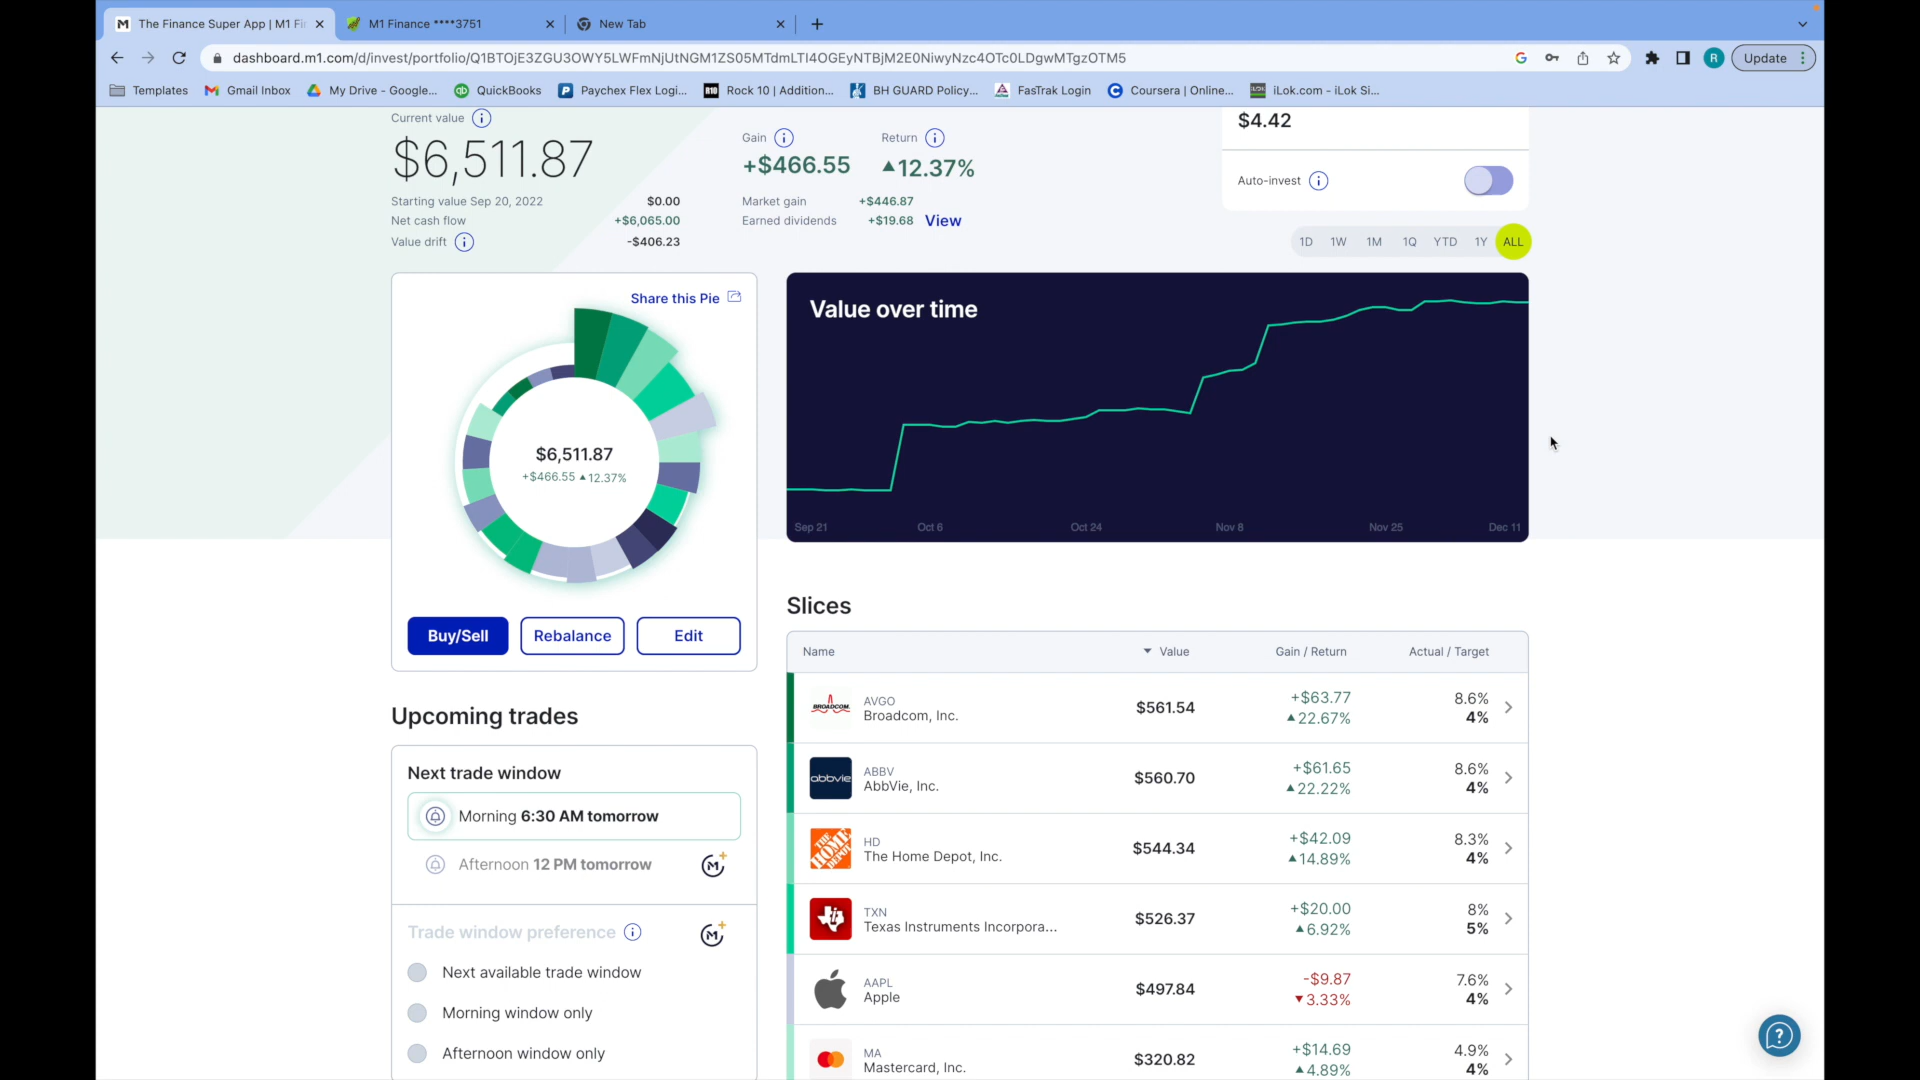 The Finance Super App | M1 Fi
M1 Finance ****3751
New Tab
dashboard.m1.com/d/invest/portfolio/Q1BTOjE3ZGU3OWY5LWFmNjUtNGM1ZS05MTdmLTI4OGEyNTBjM2E0NiwyNzc4OTc0LDgwMTgzOTM5
R
Update
Templates
Gmail Inbox
My Drive - Google...
QuickBooks
Paychex Flex Logi...
Rock 10 | Addition...
BH GUARD Policy...
FasTrak Login
Coursera | Online...
iLok.com - iLok Si...
Current value
$6,511.87
Starting value Sep 20, 2022 $0.00
Net cash flow +$6,065.00
Value drift -$406.23
Gain
+$466.55
Return
12.37%
Market gain +$446.87
Earned dividends +$19.68 View
$4.42
Auto-invest
1D 1W 1M 1Q YTD 1Y ALL
Share this Pie
$6,511.87
+$466.55 ▲12.37%
Buy/Sell
Rebalance
Edit
Value over time
Sep 21 Oct 6 Oct 24 Nov 8 Nov 25 Dec 11
Upcoming trades
Next trade window
Morning 6:30 AM tomorrow
Afternoon 12 PM tomorrow
Trade window preference
Next available trade window
Morning window only
Afternoon window only
Slices
Name Value Gain / Return Actual / Target
BROADCOM
AVGO
Broadcom, Inc.
$561.54
+$63.77
▲22.67%
8.6%
4%
abbvie
ABBV
AbbVie, Inc.
$560.70
+$61.65
▲22.22%
8.6%
4%
THE HOME DEPOT
HD
The Home Depot, Inc.
$544.34
+$42.09
▲14.89%
8.3%
4%
TXN
Texas Instruments Incorpora...
$526.37
+$20.00
▲6.92%
8%
5%
AAPL
Apple
$497.84
-$9.87
▼3.33%
7.6%
4%
MA
Mastercard, Inc.
$320.82
+$14.69
▲4.89%
4.9%
4%